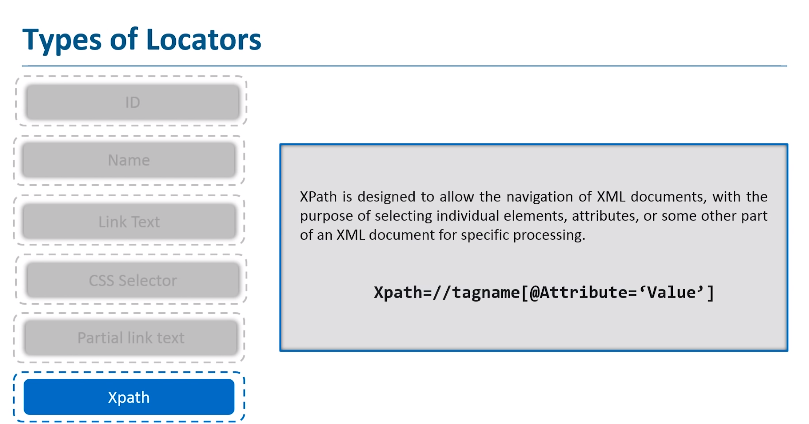 Types of Locators
ID
Name
Link Text
CSS Selector
Partial link text
Xpath
XPath is designed to allow the navigation of XML documents, with the
purpose of selecting individual elements, attributes, or some other part
of an XML document for specific processing.
Xpath=//tagname[@Attribute=‘Value’]